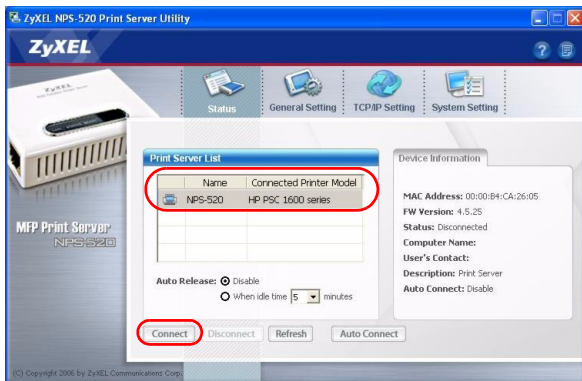 ZyXEL NPS-520 Print Server Utility
ZyXEL
ZyXEL
Status
General Setting
TCP/IP Setting
System Setting
Print Server List
Name
Connected Printer Model
NPS-520
HP PSC 1600 series
Auto Release:
Disable
When idle time 5 minutes
Connect
Disconnect
Refresh
Auto Connect
Device Information
MAC Address: 00:00:B4:CA:26:05
FW Version: 4.5.25
Status: Disconnected
Computer Name:
User's Contact:
Description: Print Server
Auto Connect: Disable
MFP Print Server
NPS-520
(C) Copyright 2006 by ZyXEL Communications Corp.